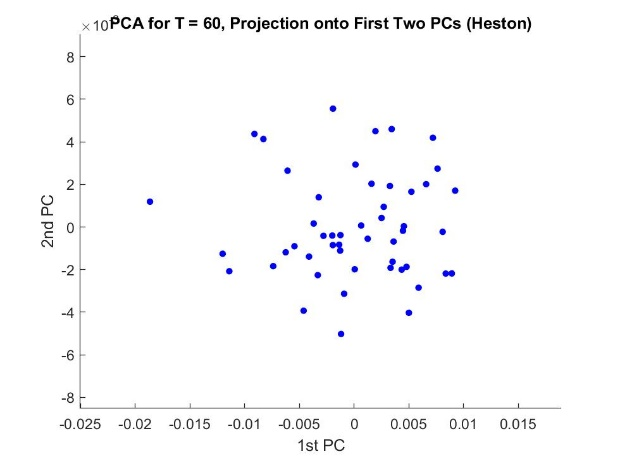 ×10
PCA for T = 60, Projection onto First Two PCs (Heston)
8
6
4
2
0
-2
-4
-6
-8
2nd PC
-0.025 -0.02 -0.015 -0.01 -0.005 0 0.005 0.01 0.015
1st PC